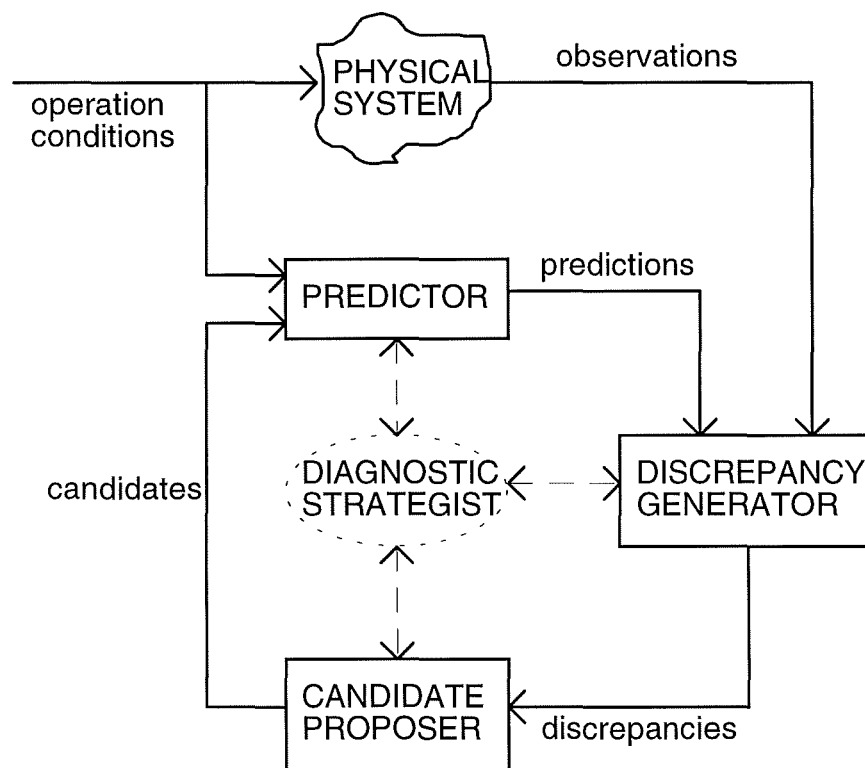 PHYSICAL
SYSTEM
observations
operation
conditions
PREDICTOR
predictions
candidates
DIAGNOSTIC
STRATEGIST
DISCREPANCY
GENERATOR
CANDIDATE
PROPOSER
discrepancies